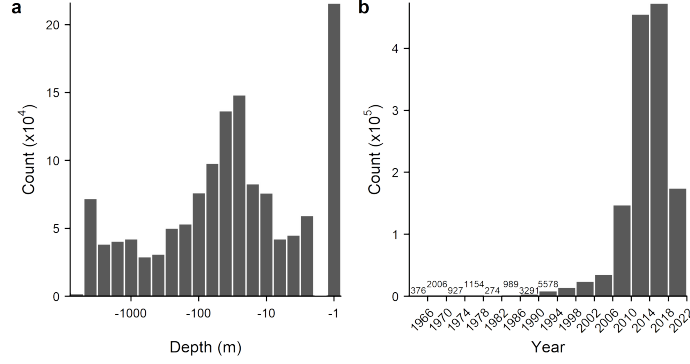 a
20
15
10
5
0
Count (x10⁴)
-1000 -100 -10 -1
Depth (m)
b
4
3
2
1
0
Count (x10⁵)
376 2006 927 1154 274 989 3291 5578
1966 1970 1974 1978 1982 1986 1990 1994 1998 2002 2006 2010 2014 2018 2022
Year